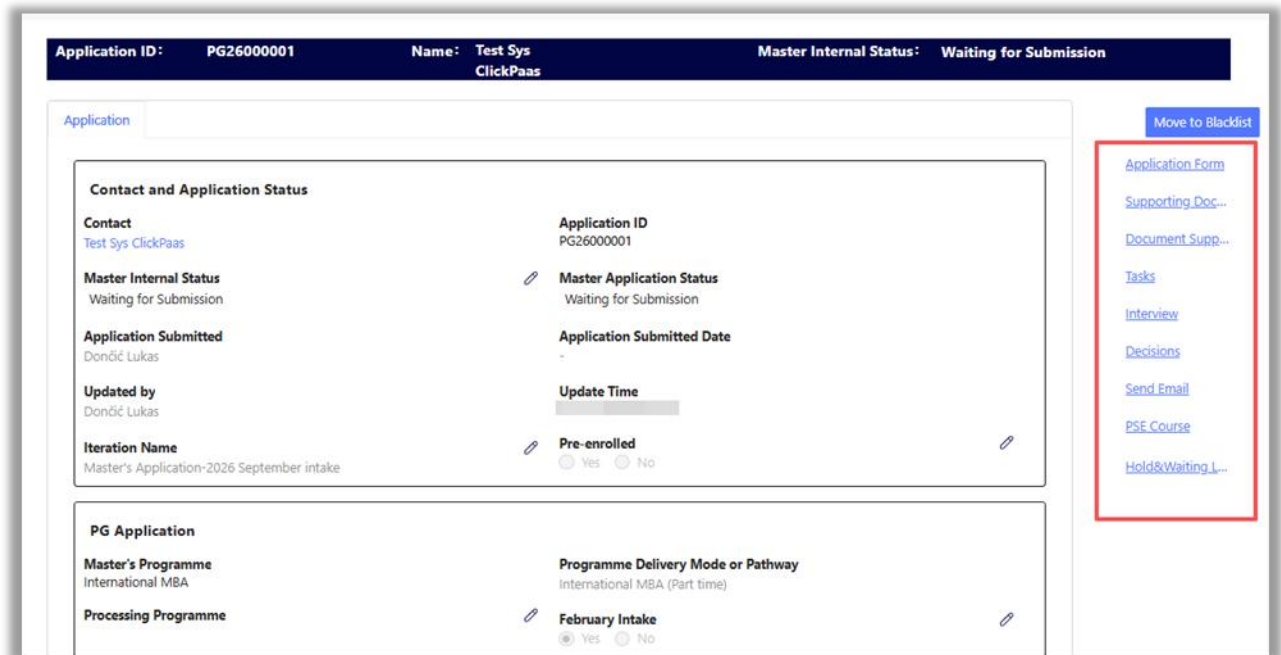 Application ID: PG26000001 Name: Test Sys ClickPaas Master Internal Status: Waiting for Submission
Application
Move to Blacklist
Contact and Application Status
Contact Application ID
Test Sys ClickPaas PG26000001
Master Internal Status Master Application Status
Waiting for Submission Waiting for Submission
Application Submitted Application Submitted Date
Dončić Lukas -
Updated by Update Time
Dončić Lukas
Iteration Name Pre-enrolled
Master's Application-2026 September intake Yes No
PG Application
Master's Programme Programme Delivery Mode or Pathway
International MBA International MBA (Part time)
Processing Programme February Intake
Yes No
Application Form
Supporting Doc...
Document Supp...
Tasks
Interview
Decisions
Send Email
PSE Course
Hold&Waiting L...